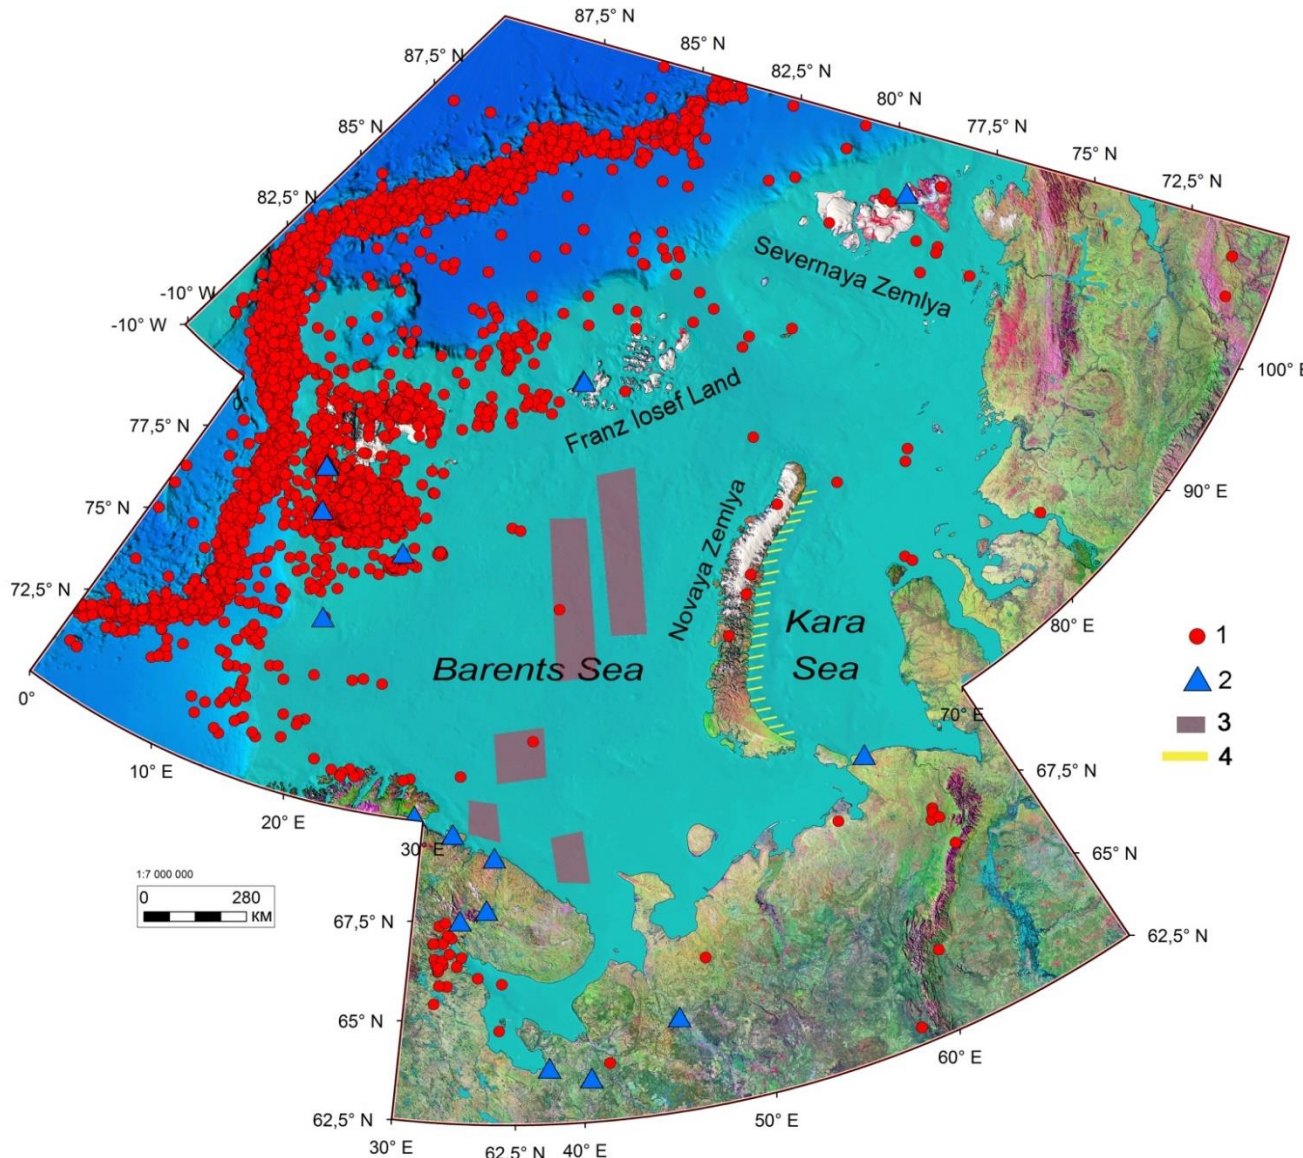 87,5° N
85° N
82,5° N
80° N
77,5° N
75° N
72,5° N
87,5° N
85° N
82,5° N
-10° W
-10° W
77,5° N
75° N
72,5° N
0°
10° E
20° E
30° E
Severnaya Zemlya
Franz Iosef Land
Novaya Zemlya
Barents Sea
Kara
Sea
100° E
90° E
80° E
70° E
67,5° N
65° N
62,5° N
60° E
50° E
1
2
3
4
1:7 000 000
0 280
КМ
67,5° N
65° N
62,5° N
30° E
62,5° N
40° E